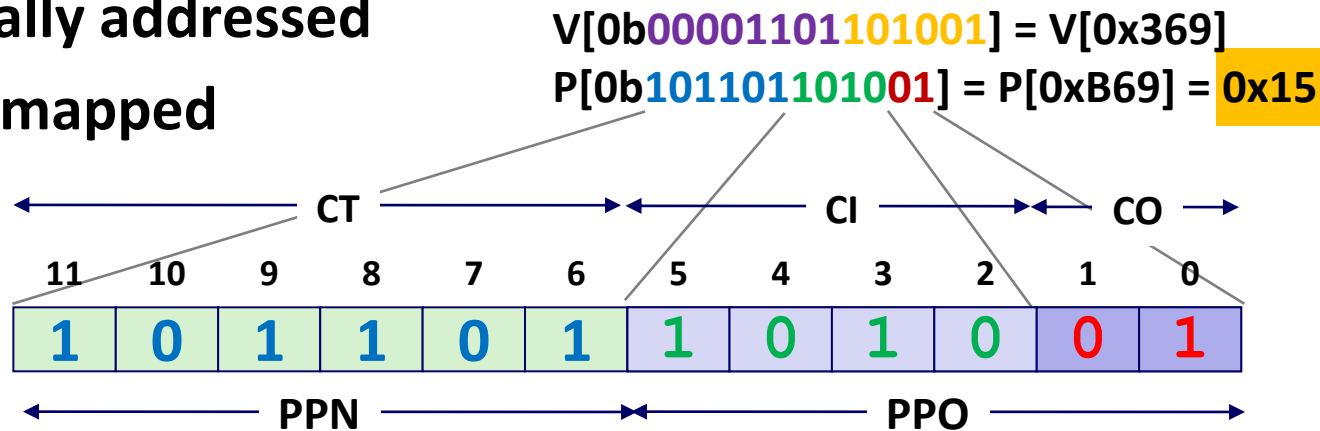 ally addressed
mapped
V[0b00001101101001] = V[0x369]
P[0b101101101001] = P[0xB69] = 0x15
CT CI CO
11 10 9 8 7 6 5 4 3 2 1 0
1 0 1 1 0 1 1 0 1 0 0 1
PPN PPO